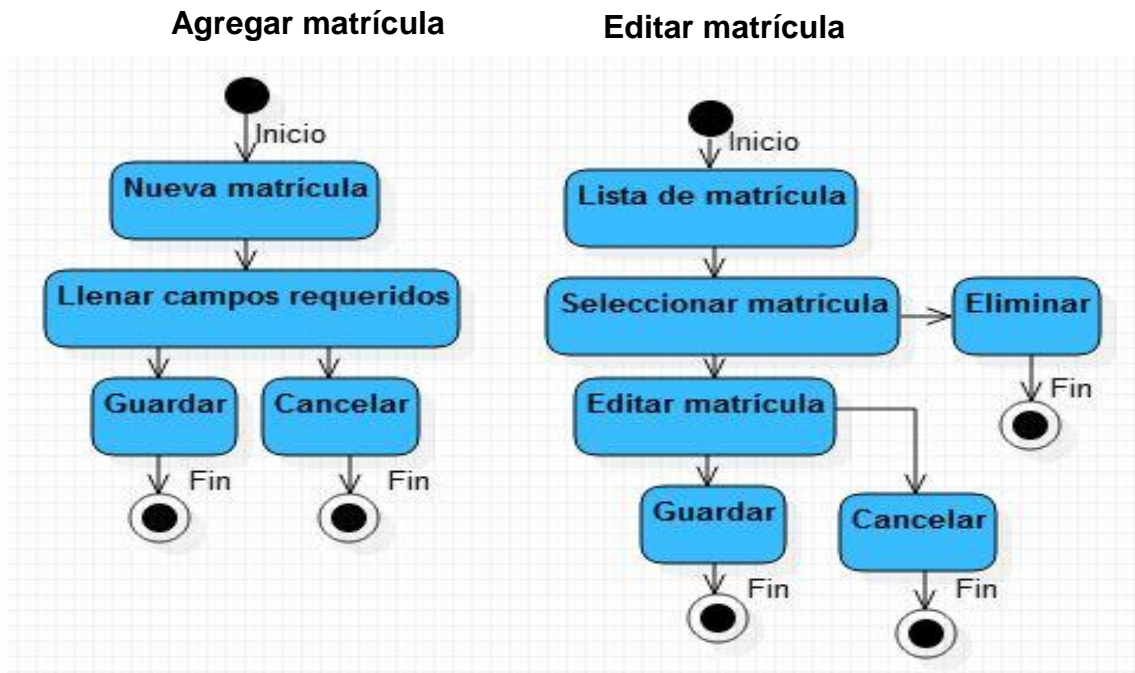 Agregar matrícula
Inicio
Nueva matrícula
Llenar campos requeridos
Guardar
Cancelar
Fin
Fin
Editar matrícula
Inicio
Lista de matrícula
Seleccionar matrícula
Eliminar
Fin
Editar matrícula
Guardar
Cancelar
Fin
Fin